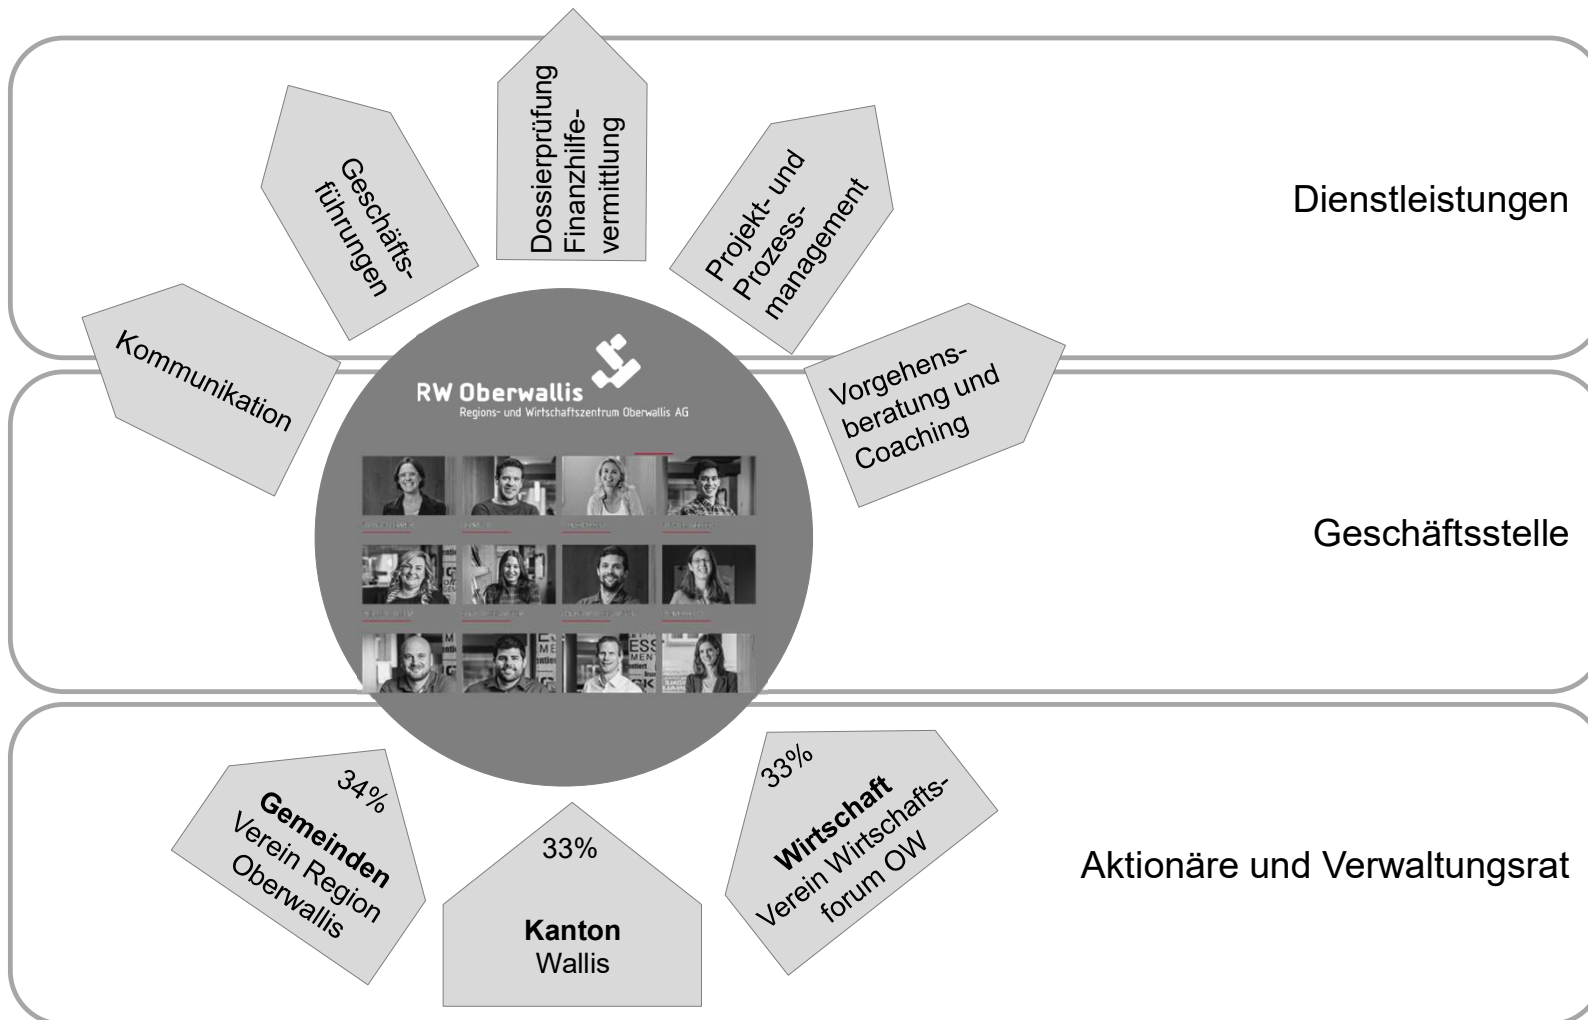 Dienstleistungen
Kommunikation
Geschäfts-
führungen
Dossierprüfung
Finanzhilfe-
vermittlung
Projekt- und
Prozess-
management
Vorgehens-
beratung und
Coaching
Geschäftsstelle
RW Oberwallis
Regions- und Wirtschaftszentrum Oberwallis AG
Aktionäre und Verwaltungsrat
34%
Gemeinden
Verein Region
Oberwallis
33%
Kanton
Wallis
33%
Wirtschaft
Verein Wirtschafts-
forum OW